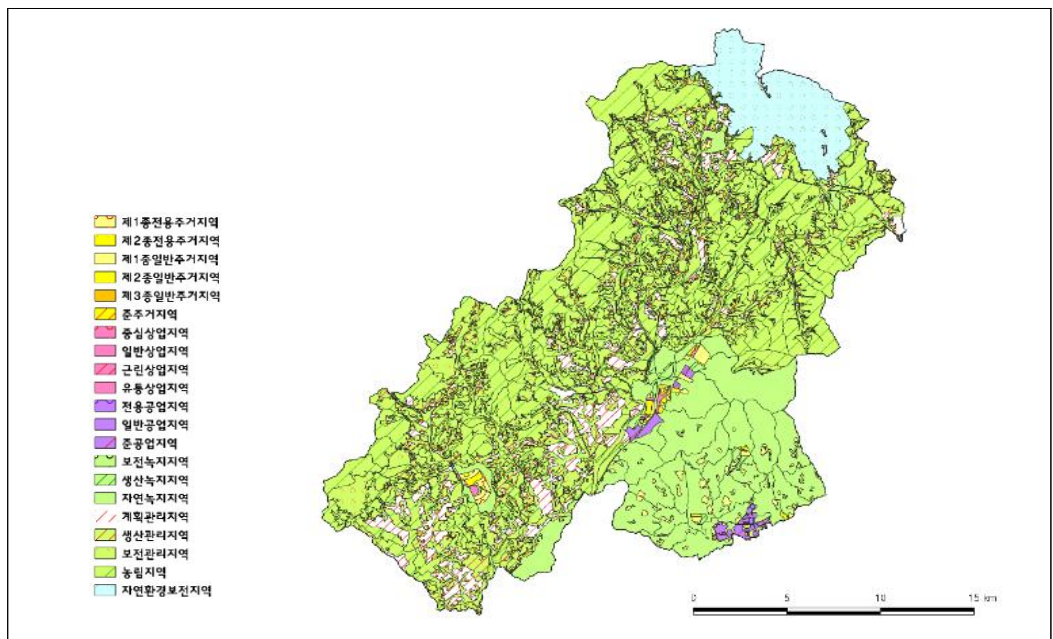 제1종전용주거지역
제2종전용주거지역
제1종일반주거지역
제2종일반주거지역
제3종일반주거지역
준주거지역
중심상업지역
일반상업지역
근린상업지역
유통상업지역
전용공업지역
일반공업지역
준공업지역
보전녹지지역
생산녹지지역
자연녹지지역
계획관리지역
생산관리지역
보전관리지역
농림지역
자연환경보전지역
0 5 10 15 km